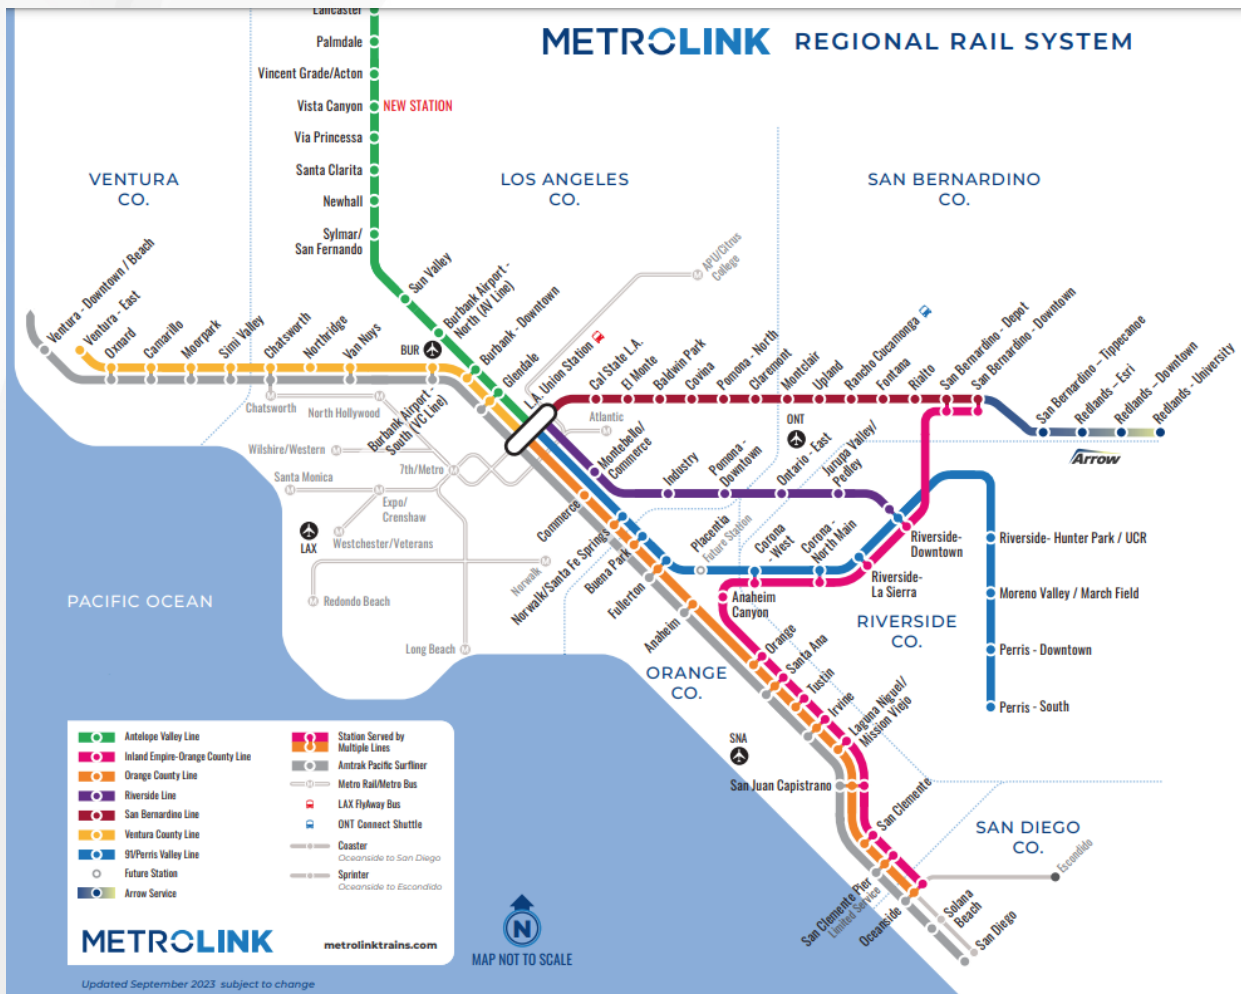 Lancaster
METROLINK REGIONAL RAIL SYSTEM
Palmdale
Vincent Grade/Acton
Vista Canyon NEW STATION
Via Princessa
Santa Clarita
Newhall
Sylmar/
San Fernando
VENTURA
CO.
LOS ANGELES
CO.
SAN BERNARDINO
CO.
Sun Valley
Burbank Airport -
North (AV Line)
Burbank - Downtown
Glendale
L.A. Union Station
APU/Citrus
College
Ventura - Downtown / Beach
Ventura - East
Oxnard
Camarillo
Moorpark
Simi Valley
Chatsworth
Northridge
Van Nuys
BUR
Burbank Airport -
South (VC Line)
Cal State L.A.
El Monte
Baldwin Park
Covina
Pomona - North
Claremont
Montclair
Upland
Rancho Cucamonga
Fontana
Rialto
San Bernardino - Depot
San Bernardino - Downtown
San Bernardino – Tippecanoe
Redlands – Esri
Redlands – Downtown
Redlands – University
Arrow
Chatsworth
North Hollywood
Wilshire/Western
Santa Monica
7th/Metro
Expo/
Crenshaw
Westchester/Veterans
LAX
Redondo Beach
Norwalk
Long Beach
Atlantic
ONT
Montebello/
Commerce
Industry
Pomona -
Downtown
Ontario - East
Jurupa Valley/
Pedley
Commerce
Norwalk/Santa Fe Springs
Buena Park
Fullerton
Anaheim
Placentia
Future Station
Corona
- West
Corona -
North Main
Riverside-
Downtown
Riverside-
La Sierra
Riverside- Hunter Park / UCR
Moreno Valley / March Field
Perris - Downtown
Perris - South
RIVERSIDE
CO.
PACIFIC OCEAN
Anaheim
Canyon
ORANGE
CO.
Orange
Santa Ana
Tustin
Irvine
Laguna Niguel/
Mission Viejo
SNA
San Juan Capistrano
San Clemente
San Clemente Pier
Limited Service
Oceanside
SAN DIEGO
CO.
Escondido
Solana
Beach
San Diego
Antelope Valley Line
Inland Empire-Orange County Line
Orange County Line
Riverside Line
San Bernardino Line
Ventura County Line
91/Perris Valley Line
Future Station
Arrow Service
Station Served by
Multiple Lines
Amtrak Pacific Surfliner
Metro Rail/Metro Bus
LAX FlyAway Bus
ONT Connect Shuttle
Coaster
Oceanside to San Diego
Sprinter
Oceanside to Escondido
METROLINK
metrolinktrains.com
N
MAP NOT TO SCALE
Updated September 2023 subject to change